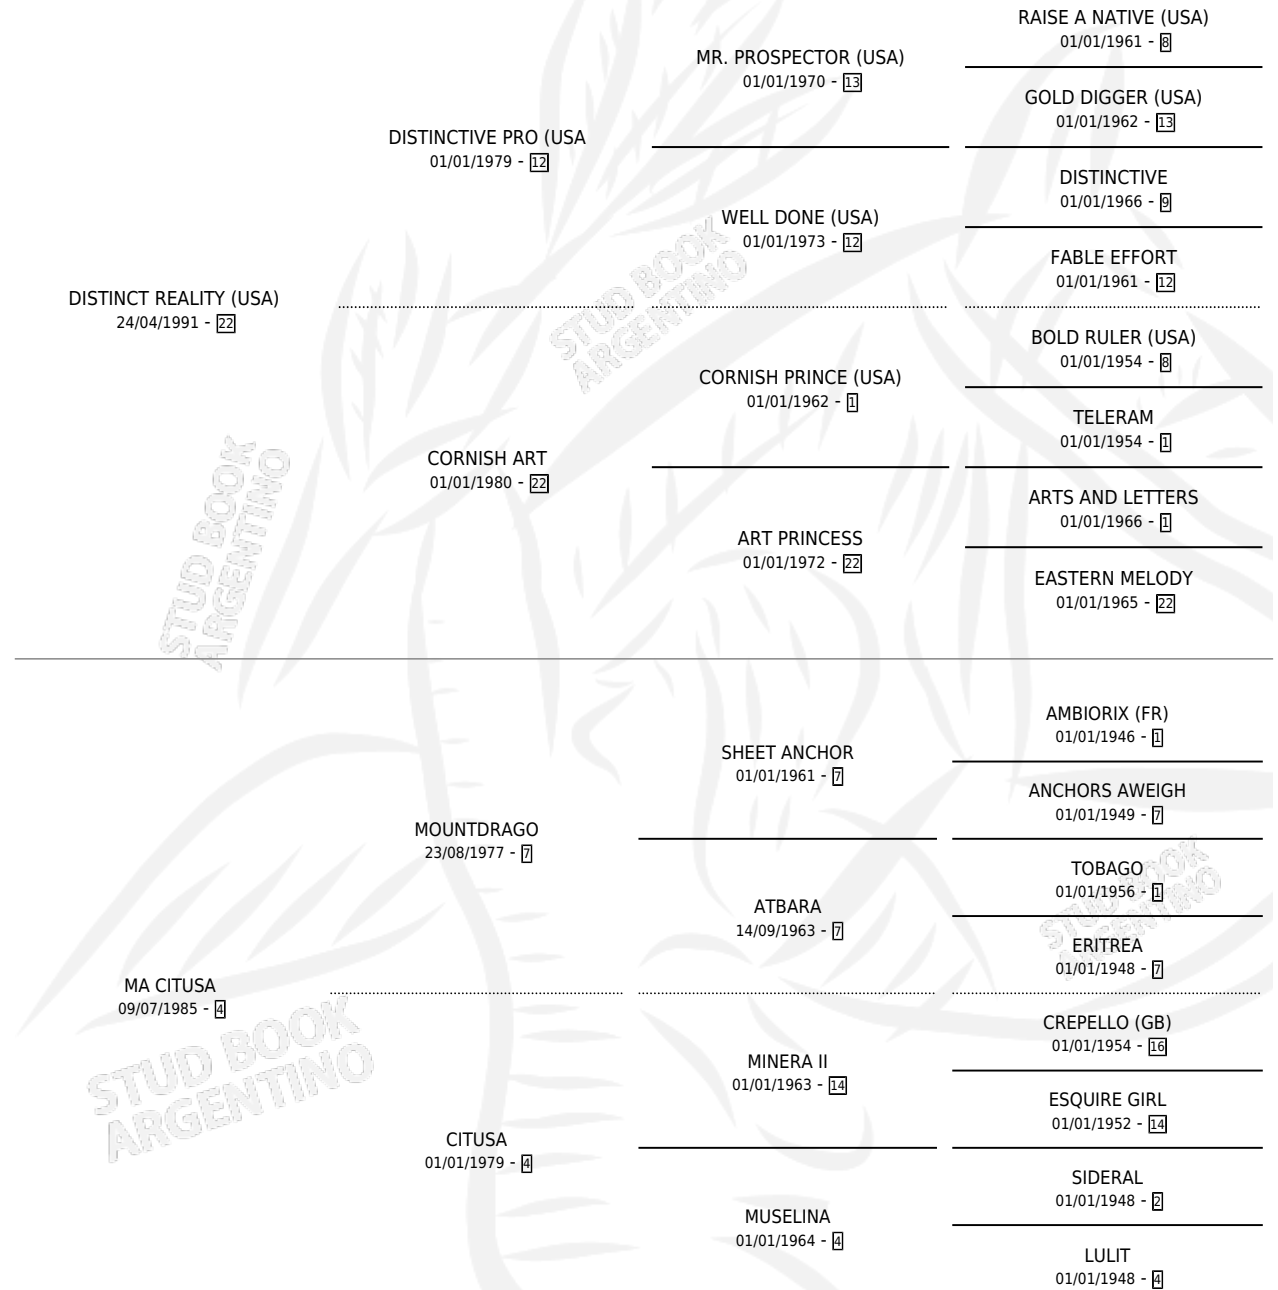 RAISE A NATIVE (USA)
01/01/1961 - 8
MR. PROSPECTOR (USA)
01/01/1970 - 13
GOLD DIGGER (USA)
01/01/1962 - 13
DISTINCTIVE PRO (USA
01/01/1979 - 12
DISTINCTIVE
01/01/1966 - 9
WELL DONE (USA)
01/01/1973 - 12
FABLE EFFORT
01/01/1961 - 12
DISTINCT REALITY (USA)
24/04/1991 - 22
BOLD RULER (USA)
01/01/1954 - 8
CORNISH PRINCE (USA)
01/01/1962 - 1
TELERAM
01/01/1954 - 1
CORNISH ART
01/01/1980 - 22
ARTS AND LETTERS
01/01/1966 - 1
ART PRINCESS
01/01/1972 - 22
EASTERN MELODY
01/01/1965 - 22
STUD BOOK
ARGENTINO
STUD BOOK
ARGENTINO
AMBIORIX (FR)
01/01/1946 - 1
SHEET ANCHOR
01/01/1961 - 7
ANCHORS AWEIGH
01/01/1949 - 7
MOUNTDRAGO
23/08/1977 - 7
TOBAGO
01/01/1956 - 1
ATBARA
14/09/1963 - 7
ERITREA
01/01/1948 - 7
MA CITUSA
09/07/1985 - 4
CREPELLO (GB)
01/01/1954 - 16
MINERA II
01/01/1963 - 14
ESQUIRE GIRL
01/01/1952 - 14
CITUSA
01/01/1979 - 4
SIDERAL
01/01/1948 - 2
MUSELINA
01/01/1964 - 4
LULIT
01/01/1948 - 4
STUD BOOK
ARGENTINO
STUD BOOK
ARGENTINO